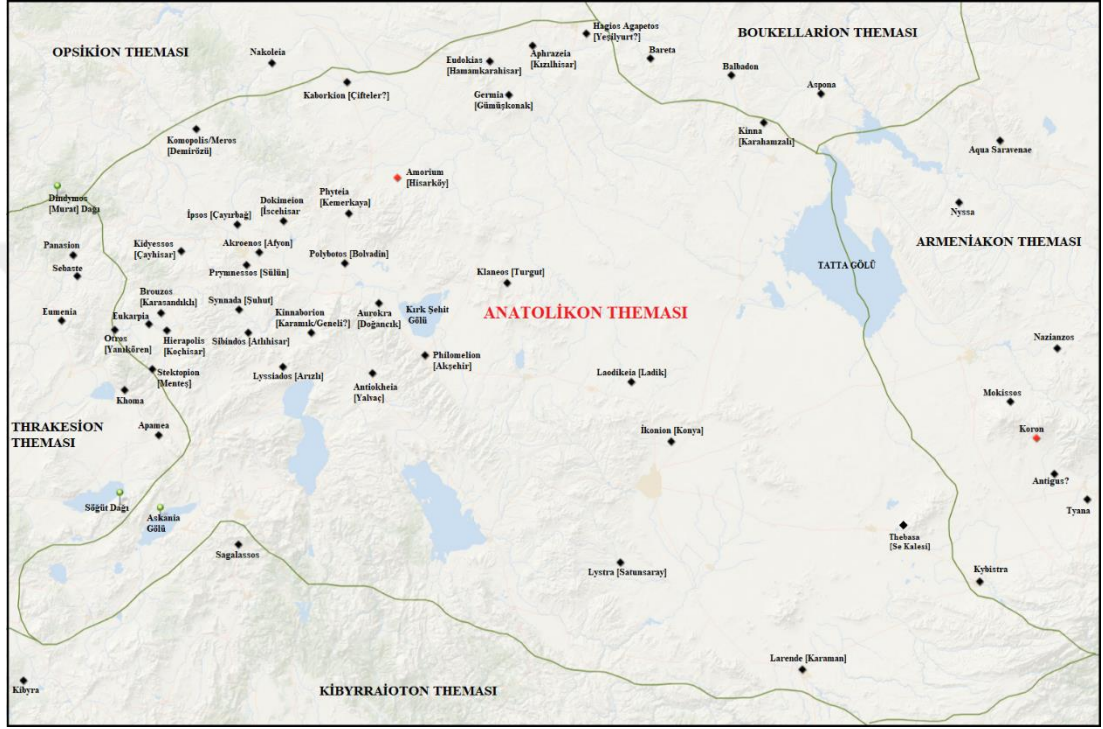 OPSİKİON THEMASI
Nakoleia
Hagios Agapetos
[Yeşilyurt?]
BOUKELLARİON THEMASI
Aphrazeia
[Kızılhisar]
Bareta
Eudokias
[Hamamkarahisar]
Balbadon
Kaborkion [Çifteler?]
Germia
[Gümüşkonak]
Aspona
Komopolis/Meros
[Demirözü]
Kinna
[Karahamzalı]
Aqua Saravenae
Amorium
[Hisarköy]
Dindymos
[Murat] Dağı
Phyteia
[Kemerkaya]
Dokimeion
[İscehisar
İpsos [Çayırbağ]
Nyssa
ARMENİAKON THEMASI
Panasion
Kidyessos
[Çayhisar]
Akroenos [Afyon]
Polybotos [Bolvadin]
TATTA GÖLÜ
Sebaste
Prymnessos [Sülün]
Klaneos [Turgut]
Brouzos
[Karasandıklı]
Synnada [Şuhut]
Eumenia
Eukarpia
Kinnaborion
[Karamık/Geneli?]
Aurokra
[Doğancık]
Kırk Şehit
Gölü
ANATOLİKON THEMASI
Otros
[Yanıkören]
Hierapolis
[Koçhisar]
Sibindos [Atlıhisar]
Nazianzos
Philomelion
[Akşehir]
Stektopion
[Menteş]
Lyssiados [Arızlı]
Antiokheia
[Yalvaç]
Laodikeia [Ladik]
Khoma
Mokissos
THRAKESİON
THEMASI
Apamea
İkonion [Konya]
Koron
Antigus?
Tyana
Söğüt Dağı
Askania
Gölü
Sagalassos
Thebasa
[Se Kalesi]
Lystra [Satunsaray]
Kybistra
Larende [Karaman]
Kibyra
KİBYRRAİOTON THEMASI